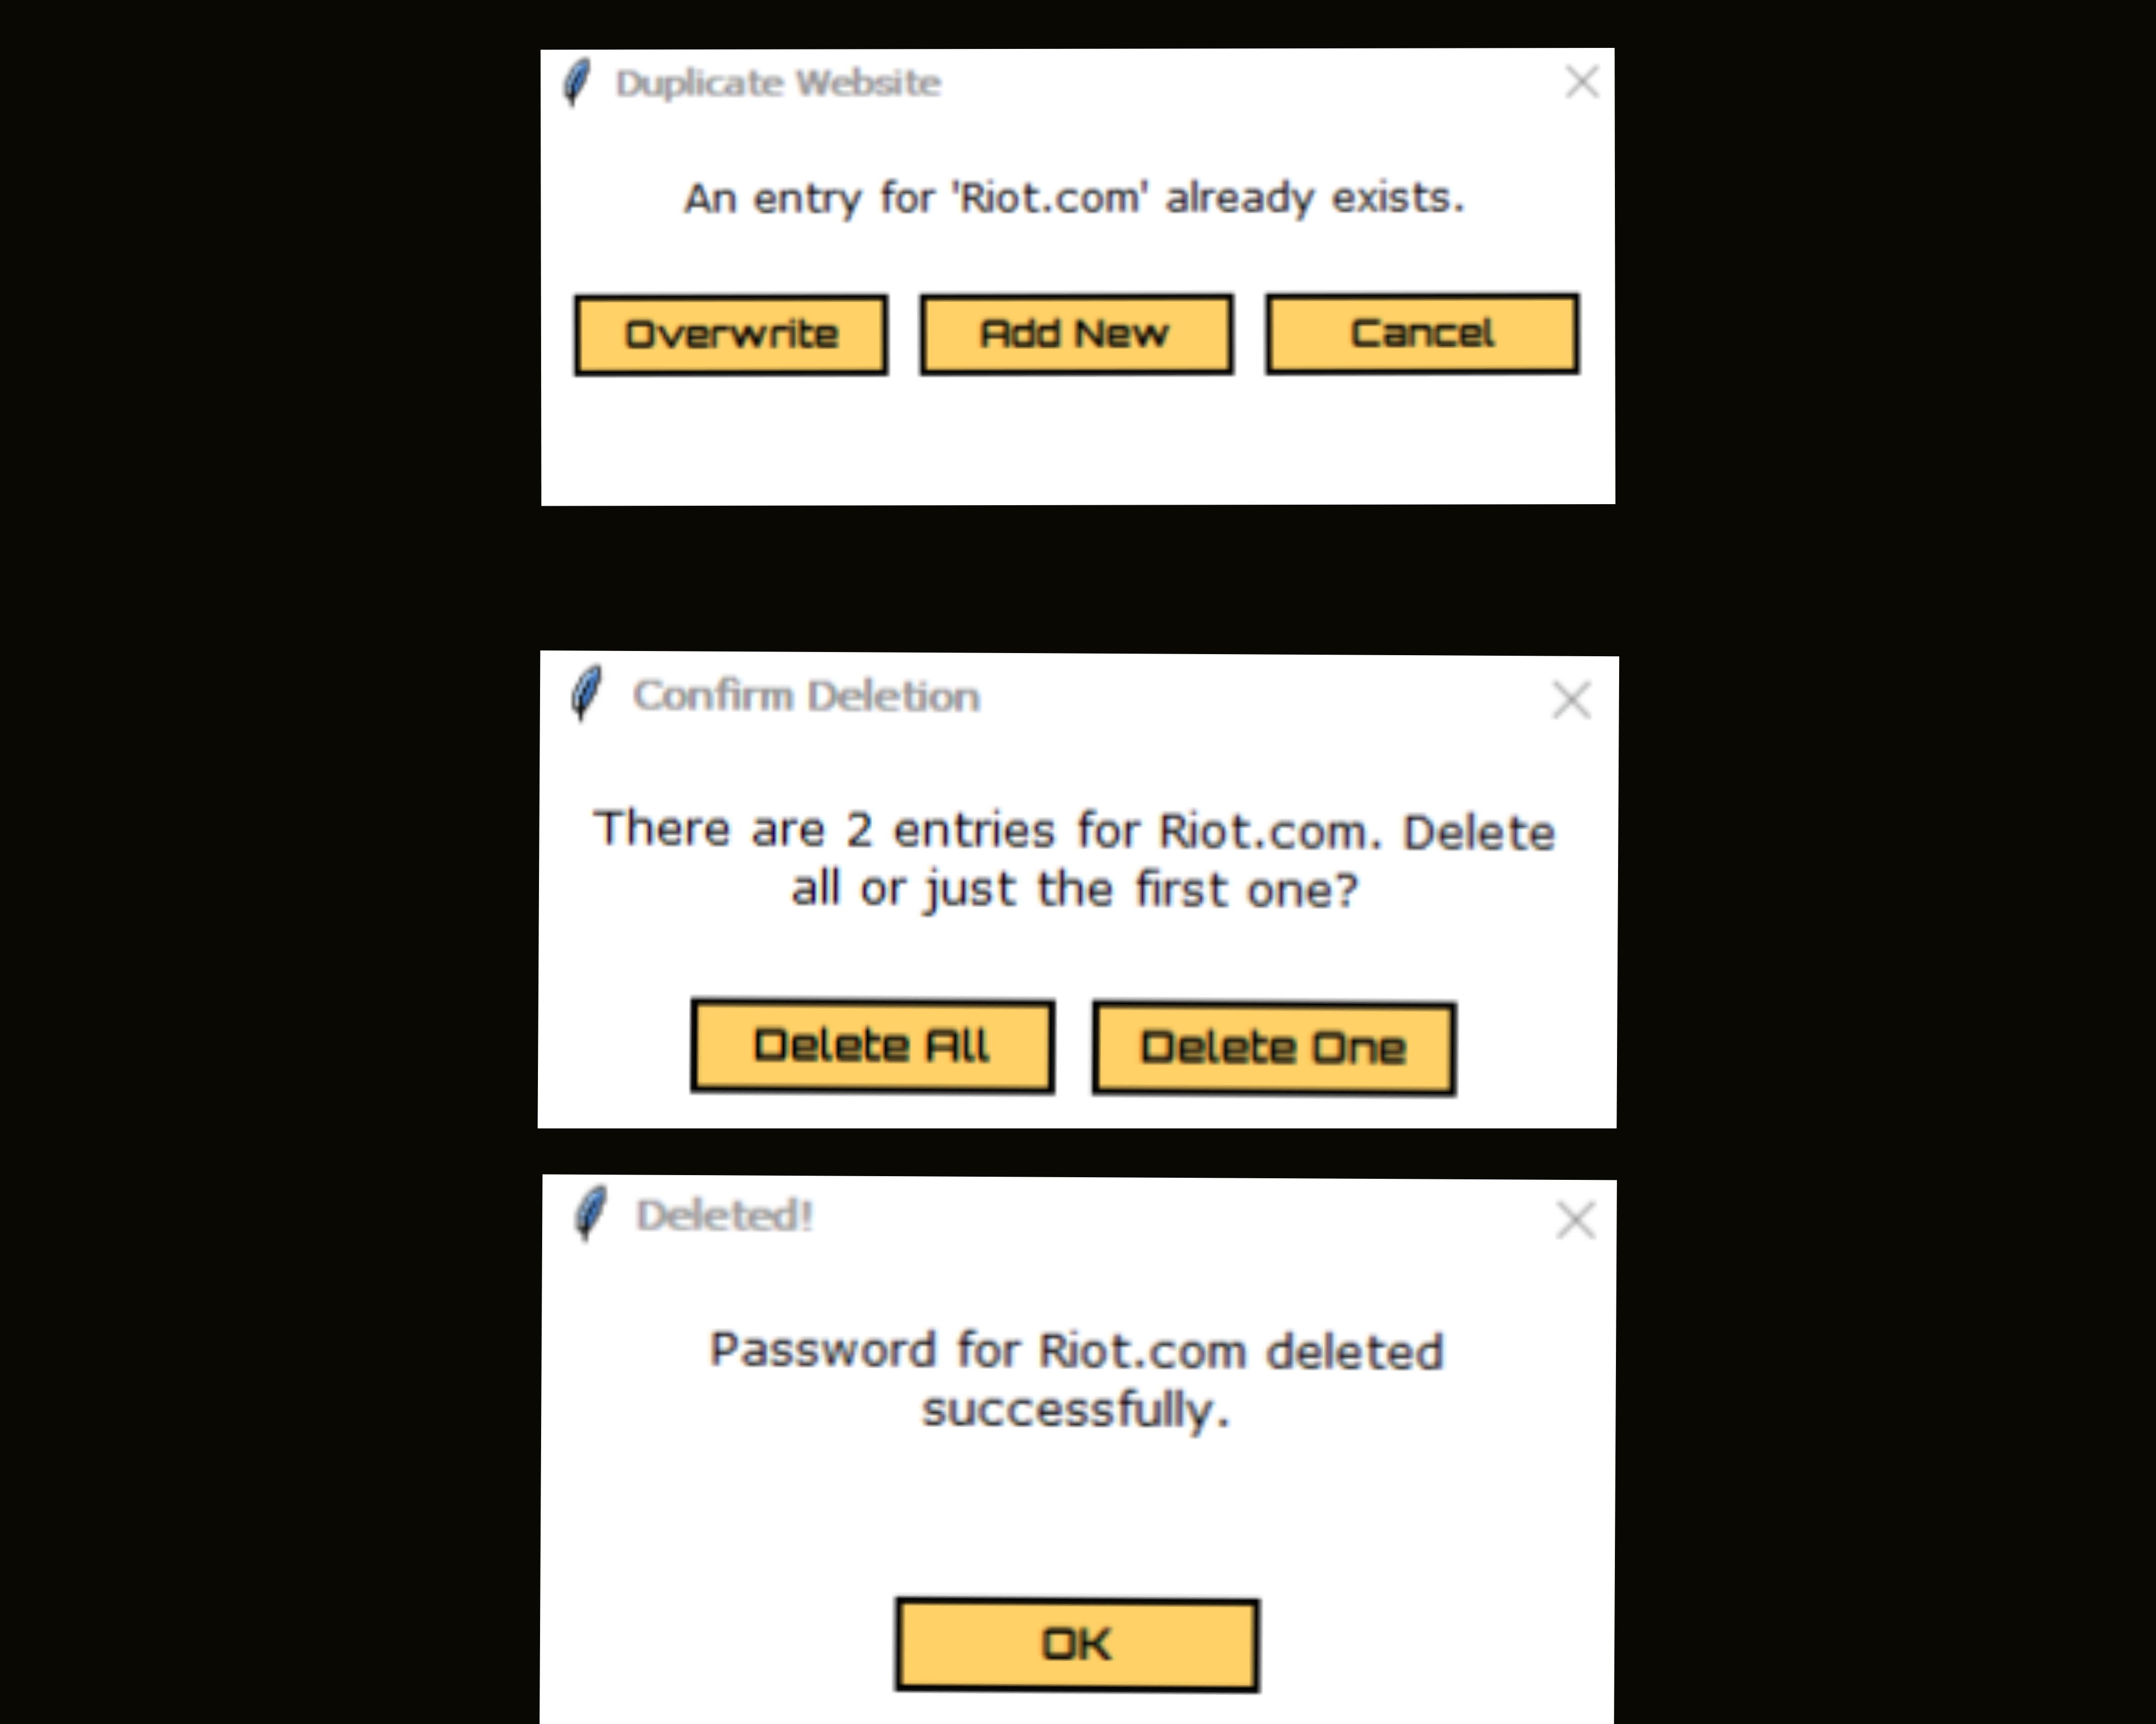 Duplicate Website
An entry for 'Riot.com' already exists.
Overwrite Add New Cancel
Confirm Deletion
There are 2 entries for Riot.com. Delete
all or just the first one?
Delete All Delete One
Deleted!
Password for Riot.com deleted
successfully.
OK